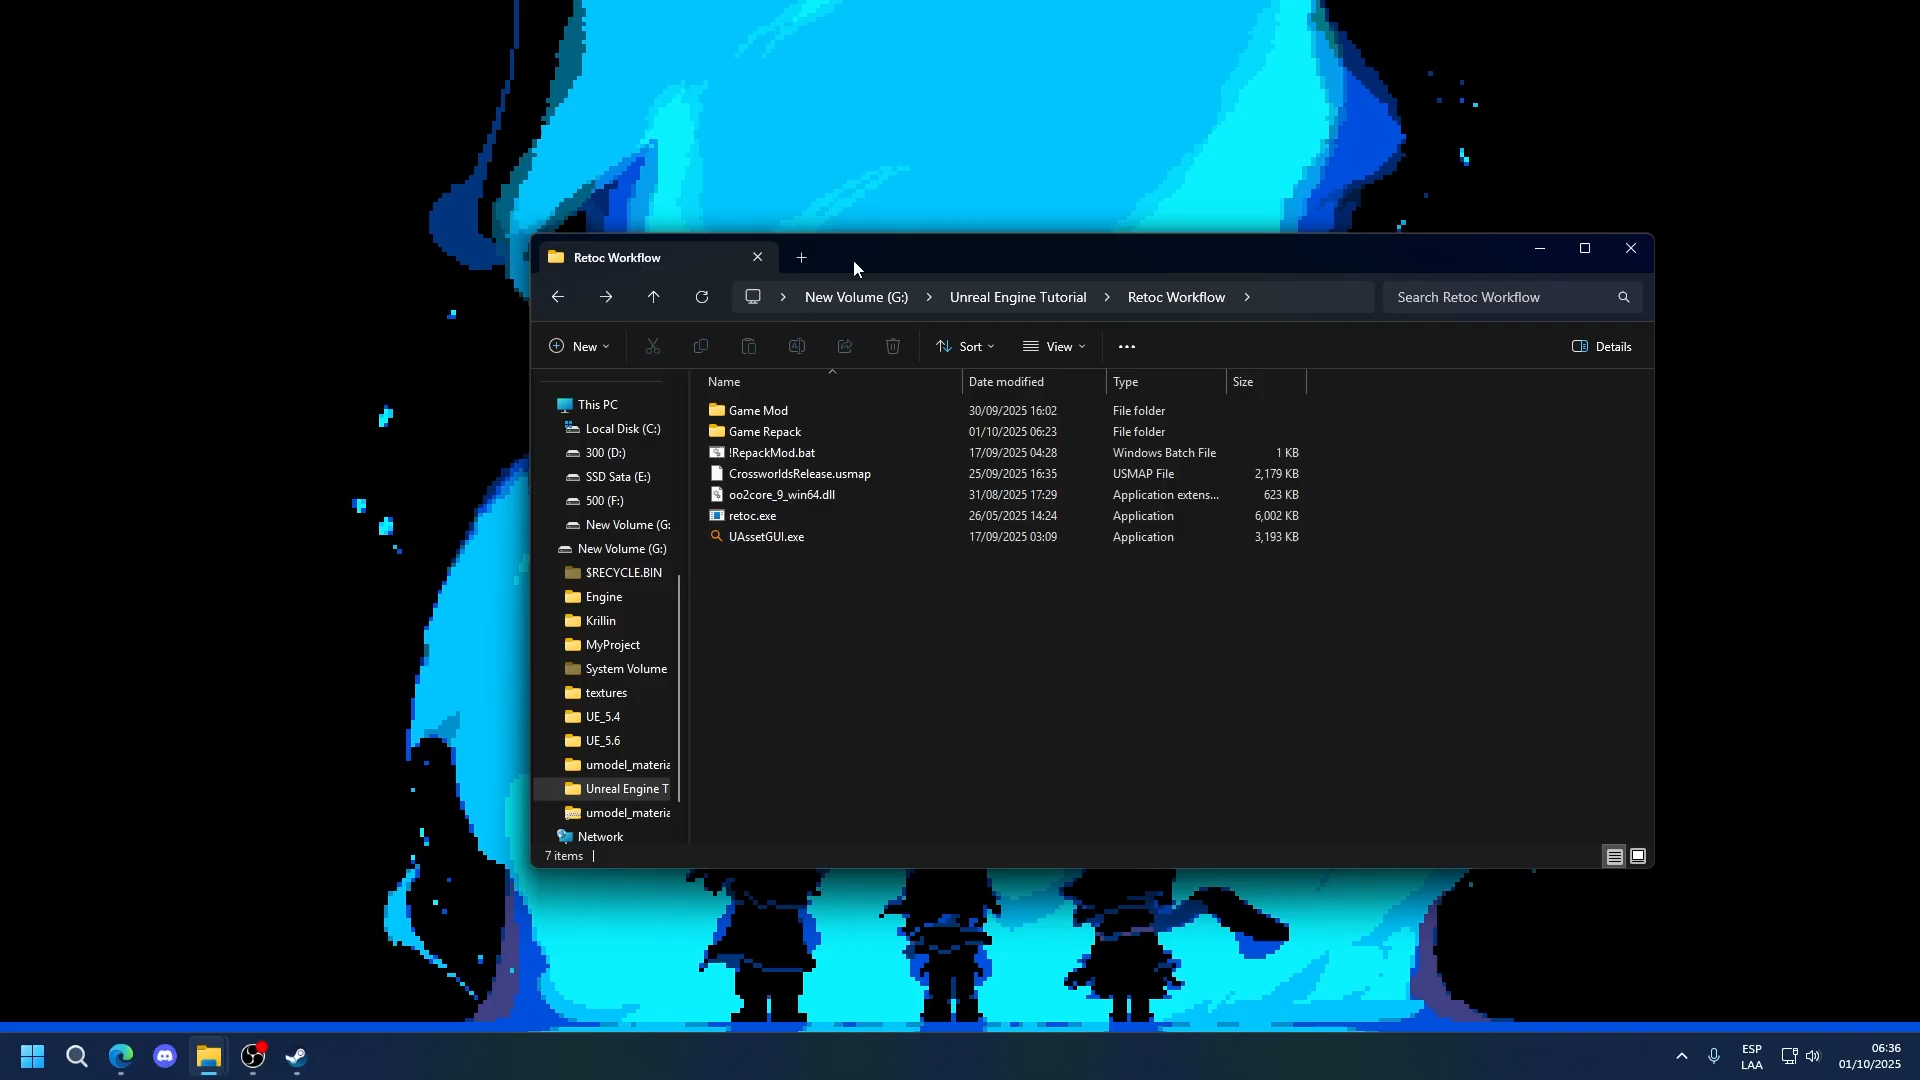 Retoc Workflow
New Volume (G:) Unreal Engine Tutorial Retoc Workflow Search Retoc Workflow
New Sort View Details
Name Date modified Type Size
Game Mod 30/09/2025 16:02 File folder
Game Repack 01/10/2025 06:23 File folder
!RepackMod.bat 17/09/2025 04:28 Windows Batch File 1 KB
CrossworldsRelease.usmap 25/09/2025 16:35 USMAP File 2,179 KB
oo2core_9_win64.dll 31/08/2025 17:29 Application extens... 623 KB
retoc.exe 26/05/2025 14:24 Application 6,002 KB
UAssetGUI.exe 17/09/2025 03:09 Application 3,193 KB
This PC
Local Disk (C:)
300 (D:)
SSD Sata (E:)
500 (F:)
New Volume (G:
New Volume (G:)
$RECYCLE.BIN
Engine
Krillin
MyProject
System Volume
textures
UE_5.4
UE_5.6
umodel_materia
Unreal Engine T
umodel_materia
Network
7 items
ESP
LAA
06:36
01/10/2025